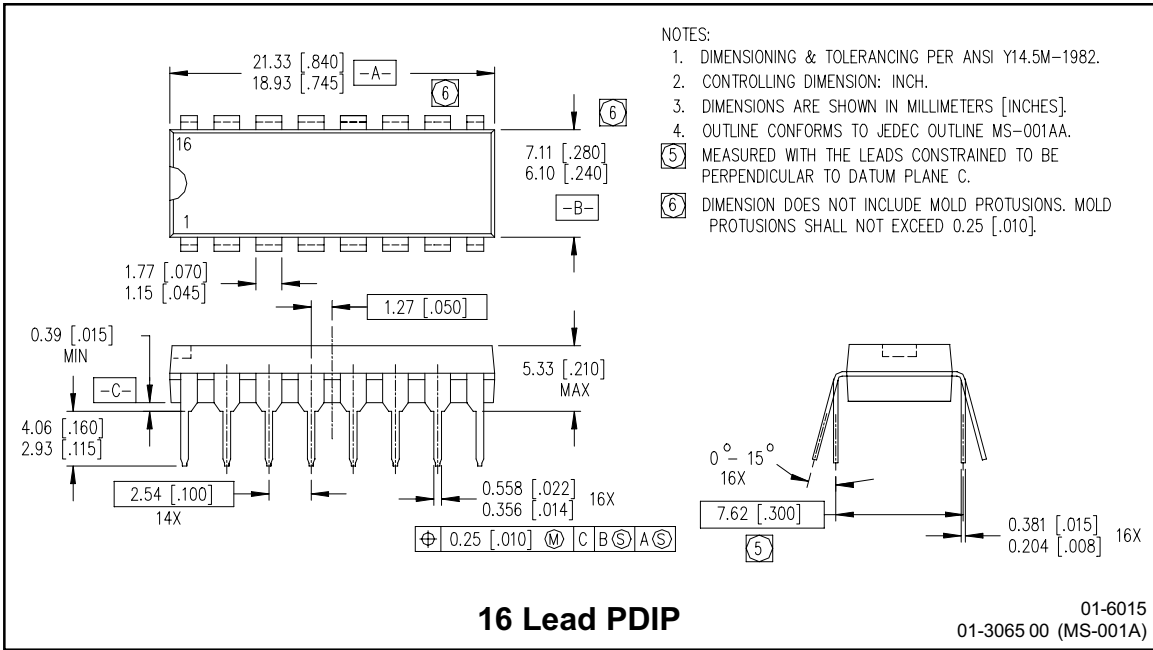 21.33 [.840]
18.93 [.745]
-A-
6
6
16
1
7.11 [.280]
6.10 [.240]
-B-
NOTES:
1. DIMENSIONING & TOLERANCING PER ANSI Y14.5M-1982.
2. CONTROLLING DIMENSION: INCH.
3. DIMENSIONS ARE SHOWN IN MILLIMETERS [INCHES].
4. OUTLINE CONFORMS TO JEDEC OUTLINE MS-001AA.
5 MEASURED WITH THE LEADS CONSTRAINED TO BE
PERPENDICULAR TO DATUM PLANE C.
6 DIMENSION DOES NOT INCLUDE MOLD PROTUSIONS. MOLD
PROTUSIONS SHALL NOT EXCEED 0.25 [.010].
1.77 [.070]
1.15 [.045]
1.27 [.050]
0.39 [.015]
MIN
-C-
5.33 [.210]
MAX
4.06 [.160]
2.93 [.115]
2.54 [.100]
14X
0.558 [.022]
0.356 [.014]
16X
⌖ 0.25 [.010] Ⓜ C B Ⓢ A Ⓢ
0° - 15°
16X
7.62 [.300]
5
0.381 [.015]
0.204 [.008]
16X
16 Lead PDIP
01-6015
01-3065 00 (MS-001A)